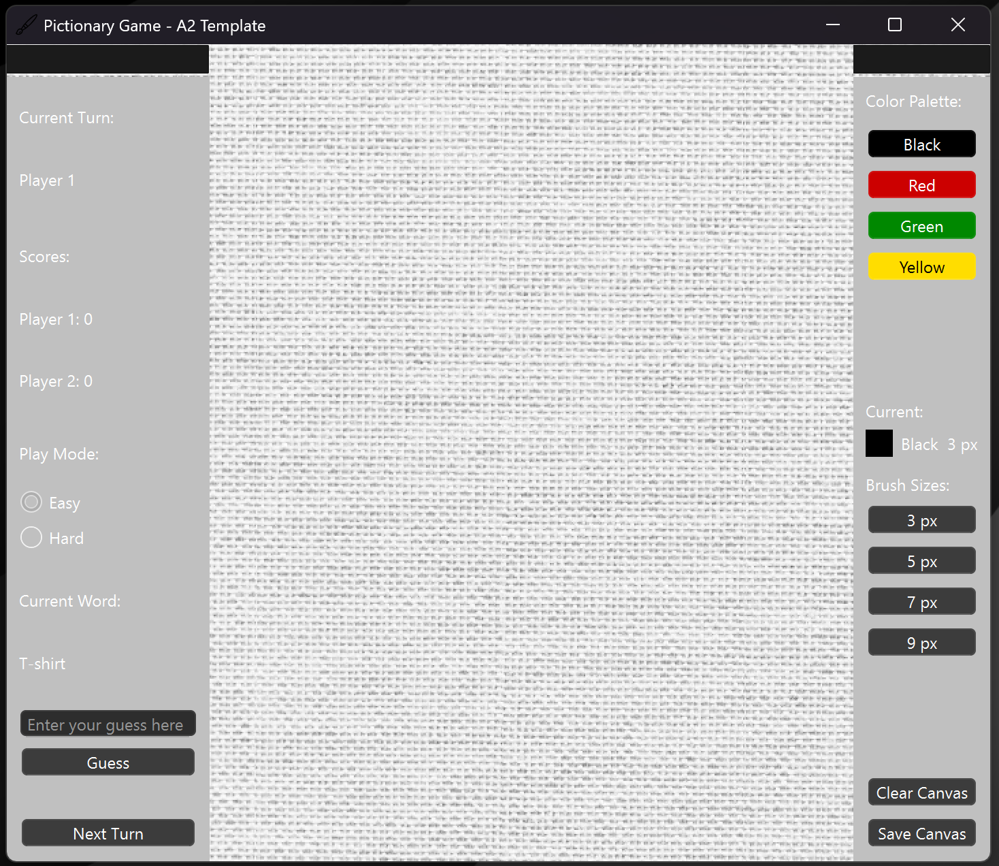 Pictionary Game - A2 Template
Current Turn:
Player 1
Scores:
Player 1: 0
Player 2: 0
Play Mode:
Easy
Hard
Current Word:
T-shirt
Enter your guess here
Guess
Next Turn
Color Palette:
Black
Red
Green
Yellow
Current:
Black 3 px
Brush Sizes:
3 px
5 px
7 px
9 px
Clear Canvas
Save Canvas